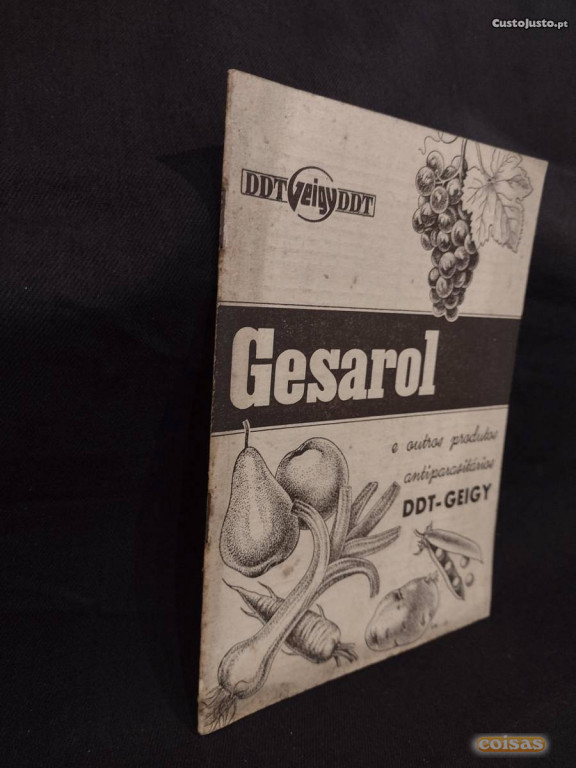 CustoJusto.pt
DDT Geigy DDT
Gesarol
e outros produtos
antiparasitários
DDT-GEIGY
coisas